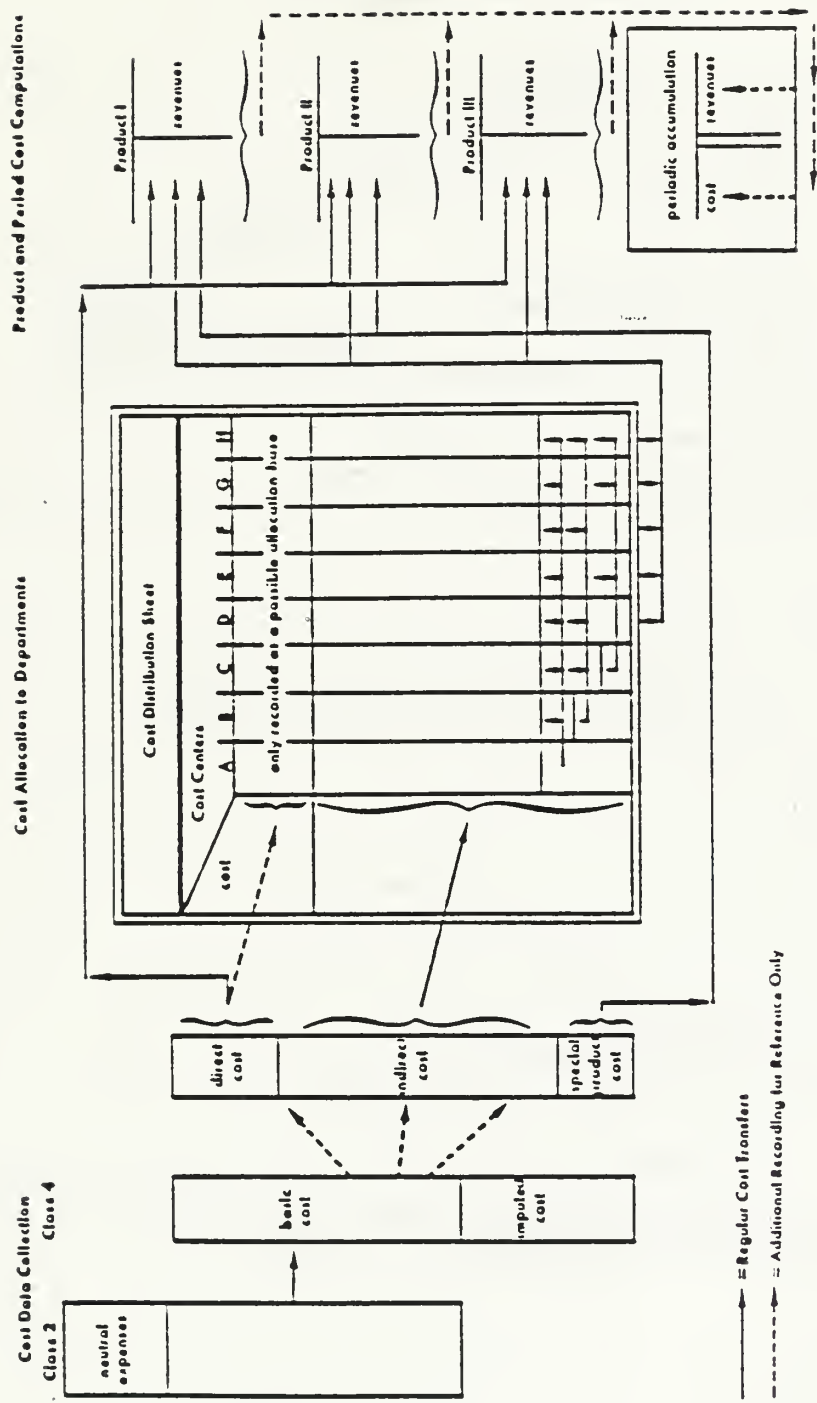 Cost Data Collection
Class 2
Class 4
Cost Allocation to Departments
Product and Period Cost Computations
neutral
expenses
basic
cost
imputed
cost
direct
cost
indirect
cost
special
product
cost
Cost Distribution Sheet
Cost Centers
cost
A B C D E F G H
only recorded as a possible allocation base
Product I
revenues
Product II
revenues
Product III
revenues
periodic accumulation
cost
revenues
= Regular Cost Transfers
= Additional Recording for Reference Only